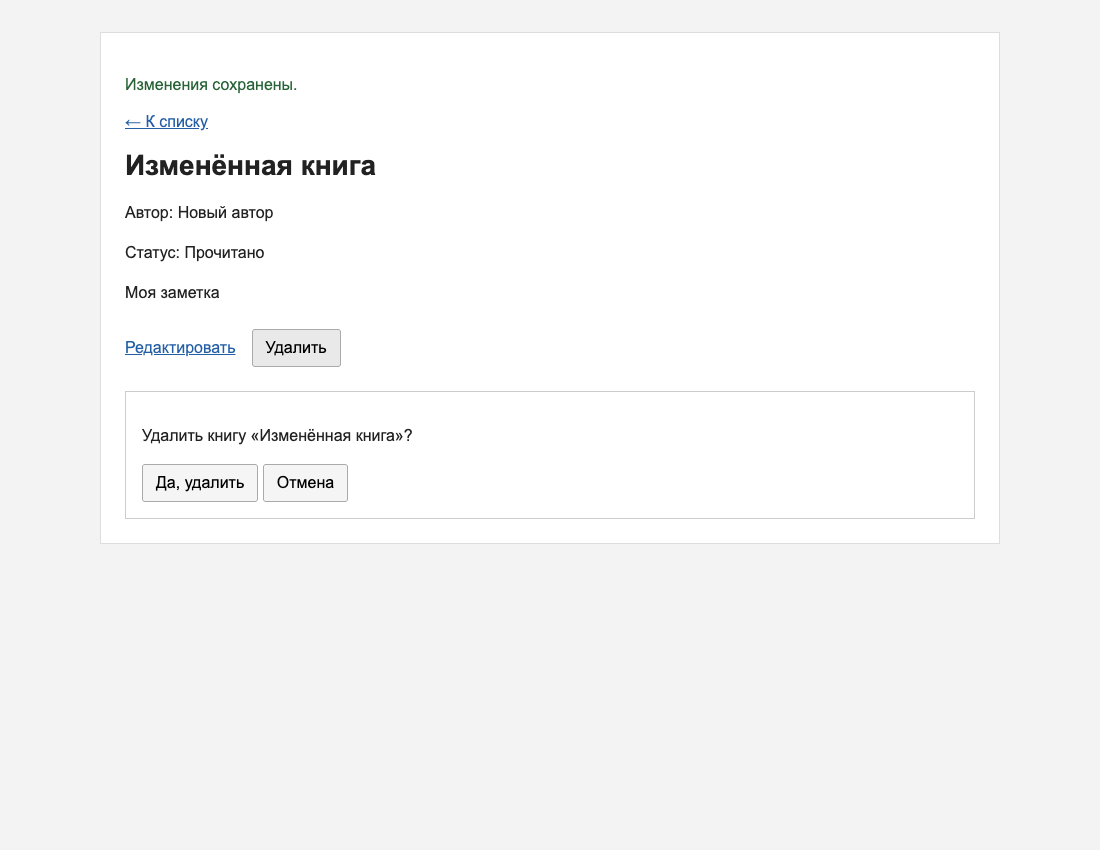 Изменения сохранены.
← К списку
Изменённая книга
Автор: Новый автор
Статус: Прочитано
Моя заметка
Редактировать Удалить
Удалить книгу «Изменённая книга»?
Да, удалить Отмена